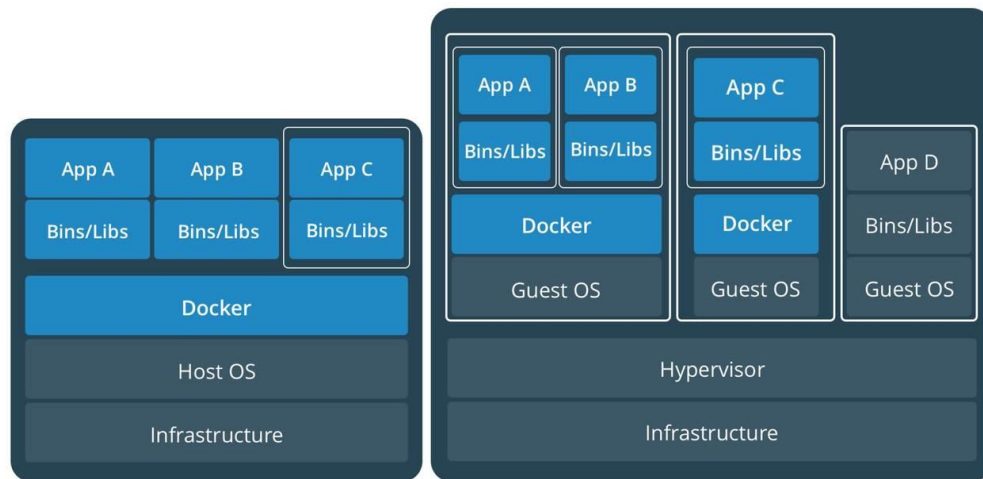 App A App B App C
Bins/Libs Bins/Libs Bins/Libs
Docker
Host OS
Infrastructure
App A App B
Bins/Libs Bins/Libs
Docker
Guest OS
App C
Bins/Libs
Docker
Guest OS
App D
Bins/Libs
Guest OS
Hypervisor
Infrastructure